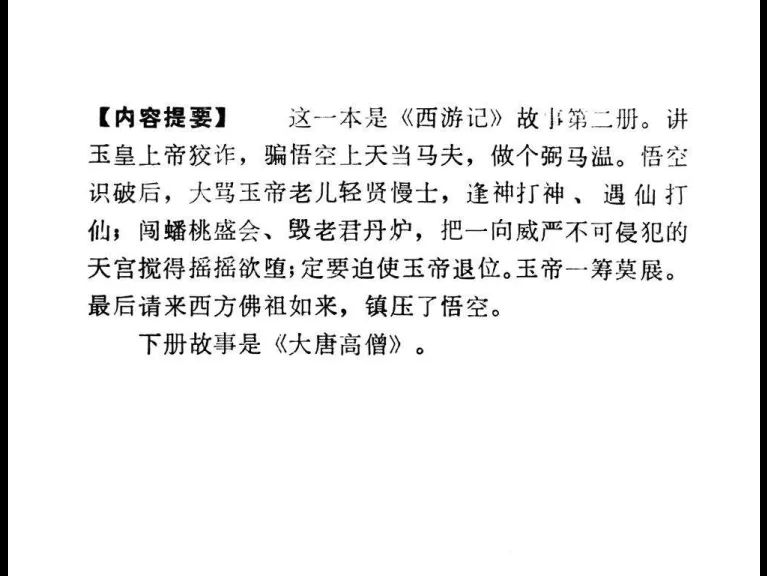 【内容提要】 这一本是《西游记》故事第二册。讲
玉皇上帝狡诈，骗悟空上天当马夫，做个弼马温。悟空
识破后，大骂玉帝老儿轻贤慢士，逢神打神、遇仙打
仙；闯蟠桃盛会、毁老君丹炉，把一向威严不可侵犯的
天宫搅得摇摇欲堕；定要迫使玉帝退位。玉帝一筹莫展。
最后请来西方佛祖如来，镇压了悟空。
下册故事是《大唐高僧》。